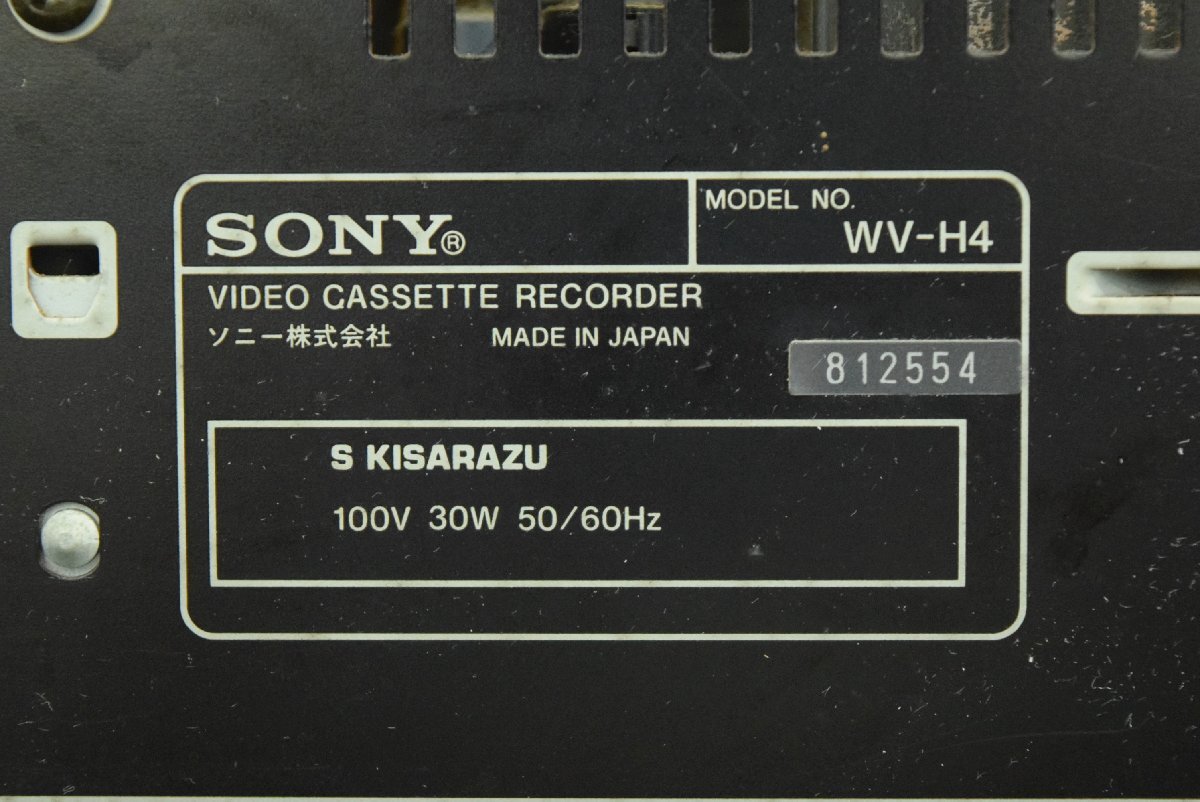 SONY®
MODEL NO.
WV-H4
VIDEO CASSETTE RECORDER
ソニー株式会社 MADE IN JAPAN
812554
S KISARAZU
100V 30W 50/60Hz